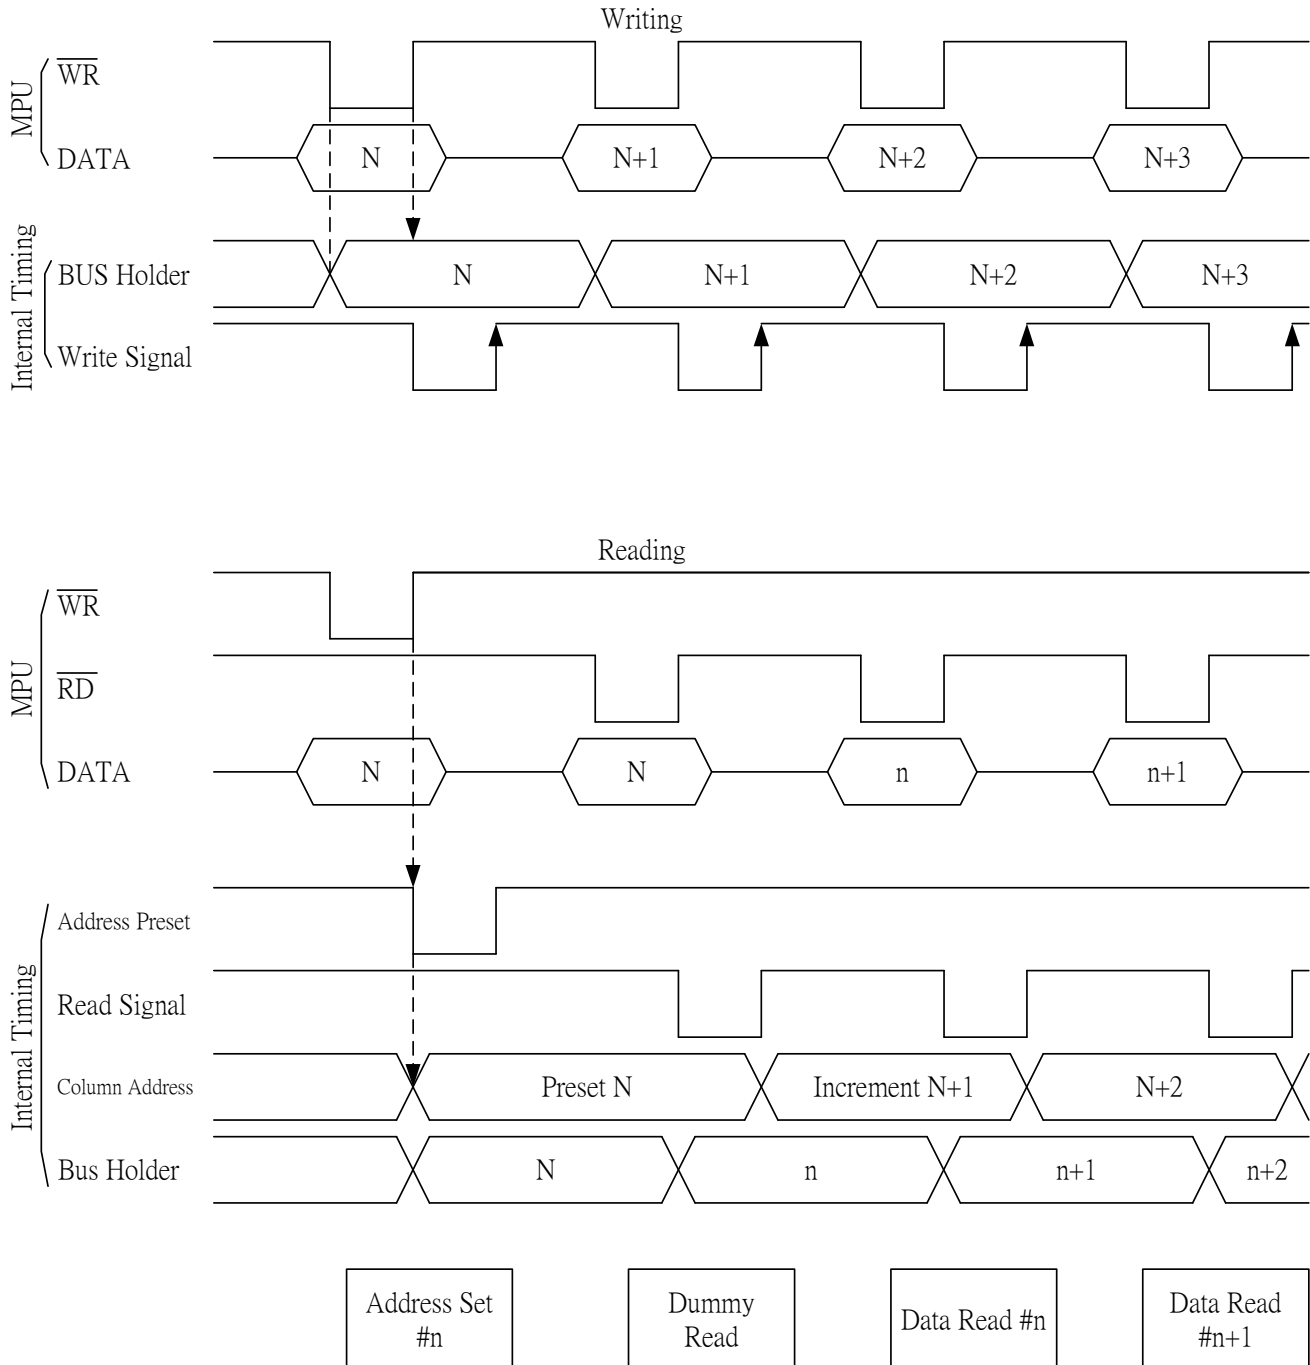 Writing
MPU
WR
DATA
N
N+1
N+2
N+3
Internal Timing
BUS Holder
N
N+1
N+2
N+3
Write Signal
Reading
MPU
WR
RD
DATA
N
N
n
n+1
Internal Timing
Address Preset
Read Signal
Column Address
Preset N
Increment N+1
N+2
Bus Holder
N
n
n+1
n+2
Address Set
#n
Dummy
Read
Data Read #n
Data Read
#n+1